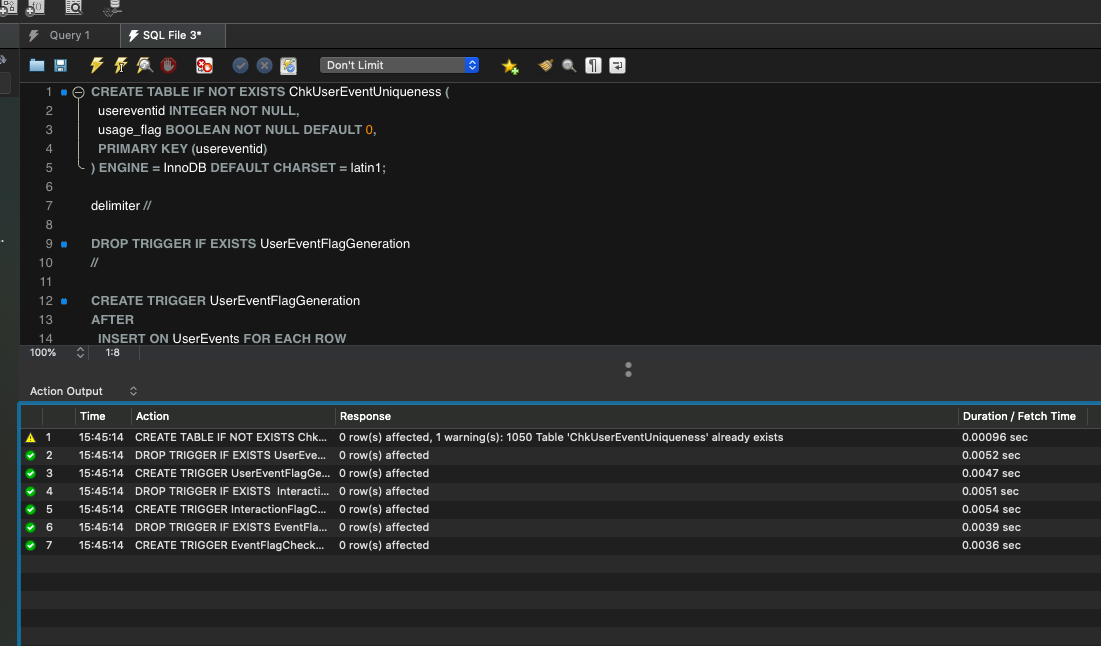 Query 1
SQL File 3*
Don't Limit
1 CREATE TABLE IF NOT EXISTS ChkUserEventUniqueness (
2 usereventid INTEGER NOT NULL,
3 usage_flag BOOLEAN NOT NULL DEFAULT 0,
4 PRIMARY KEY (usereventid)
5 ) ENGINE = InnoDB DEFAULT CHARSET = latin1;
6
7 delimiter //
8
9 DROP TRIGGER IF EXISTS UserEventFlagGeneration
10 //
11
12 CREATE TRIGGER UserEventFlagGeneration
13 AFTER
14 INSERT ON UserEvents FOR EACH ROW
100% 1:8
Action Output
Time Action Response Duration / Fetch Time
1 15:45:14 CREATE TABLE IF NOT EXISTS Chk... 0 row(s) affected, 1 warning(s): 1050 Table 'ChkUserEventUniqueness' already exists 0.00096 sec
2 15:45:14 DROP TRIGGER IF EXISTS UserEve... 0 row(s) affected 0.0052 sec
3 15:45:14 CREATE TRIGGER UserEventFlagGe... 0 row(s) affected 0.0047 sec
4 15:45:14 DROP TRIGGER IF EXISTS Interacti... 0 row(s) affected 0.0051 sec
5 15:45:14 CREATE TRIGGER InteractionFlagC... 0 row(s) affected 0.0054 sec
6 15:45:14 DROP TRIGGER IF EXISTS EventFla... 0 row(s) affected 0.0039 sec
7 15:45:14 CREATE TRIGGER EventFlagCheck... 0 row(s) affected 0.0036 sec